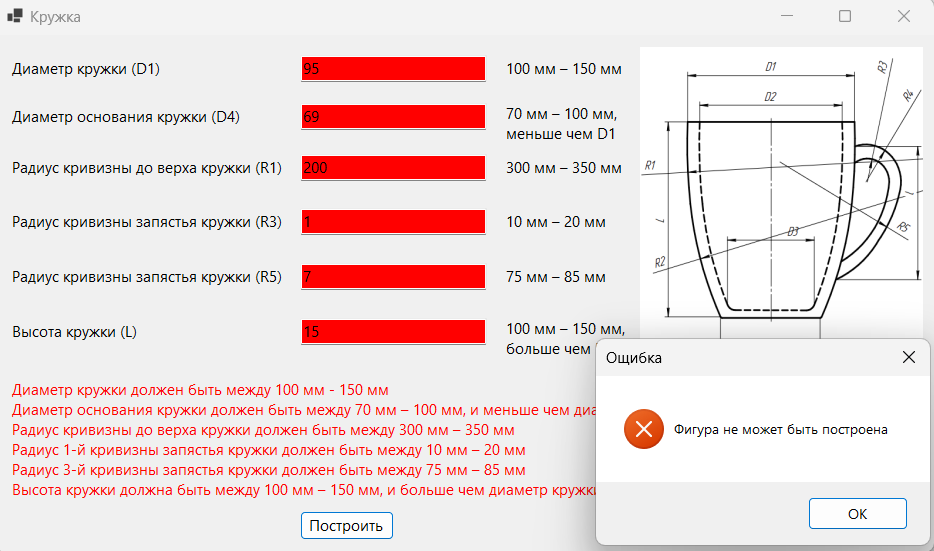 Кружка
Диаметр кружки (D1) 95 100 мм – 150 мм
Диаметр основания кружки (D4) 69 70 мм – 100 мм,
меньше чем D1
Радиус кривизны до верха кружки (R1) 200 300 мм – 350 мм
Радиус кривизны запястья кружки (R3) 1 10 мм – 20 мм
Радиус кривизны запястья кружки (R5) 7 75 мм – 85 мм
Высота кружки (L) 15 100 мм – 150 мм,
больше чем
D1
D2
R3
R4
R1
L
l
R5
D3
R2
Диаметр кружки должен быть между 100 мм - 150 мм
Диаметр основания кружки должен быть между 70 мм – 100 мм, и меньше чем диа
Радиус кривизны до верха кружки должен быть между 300 мм – 350 мм
Радиус 1-й кривизны запястья кружки должен быть между 10 мм – 20 мм
Радиус 3-й кривизны запястья кружки должен быть между 75 мм – 85 мм
Высота кружки должна быть между 100 мм – 150 мм, и больше чем диаметр кружки
Построить
Ощибка
Фигура не может быть построена
ОК